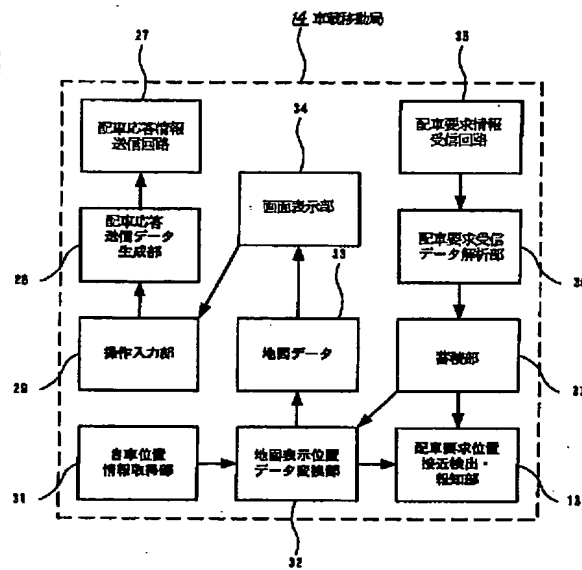 14 車載移動局
27
34
35
配車応答情報
送信回路
配車要求情報
受信回路
画面表示部
配車応答
送信データ
生成部
28
33
配車要求受信
データ解析部
36
操作入力部
29
地図データ
蓄積部
37
自車位置
情報取得部
31
地図表示位置
データ変換部
32
配車要求位置
接近検出・
報知部